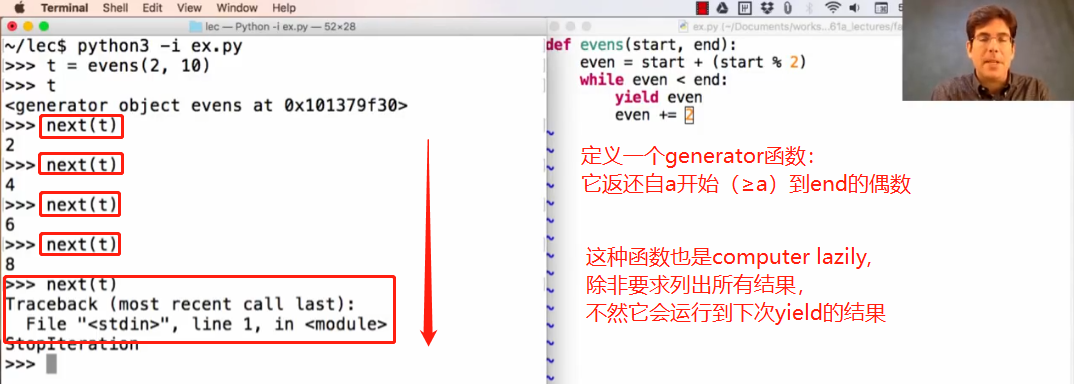 Terminal Shell Edit View Window Help
lec — Python -i ex.py — 52×28
~/lec$ python3 -i ex.py
>>> t = evens(2, 10)
>>> t
<generator object evens at 0x101379f30>
>>> next(t)
2
>>> next(t)
4
>>> next(t)
6
>>> next(t)
8
>>> next(t)
Traceback (most recent call last):
  File "<stdin>", line 1, in <module>
StopIteration
>>>
ex.py (~/Documents/works...61a_lectures/fa
def evens(start, end):
    even = start + (start % 2)
    while even < end:
        yield even
        even += 2
~
~
~
~
~
~
~
~
~
~
~
~
~
定义一个generator函数：
它返还自a开始（≥a）到end的偶数
这种函数也是computer lazily,
除非要求列出所有结果，
不然它会运行到下次yield的结果